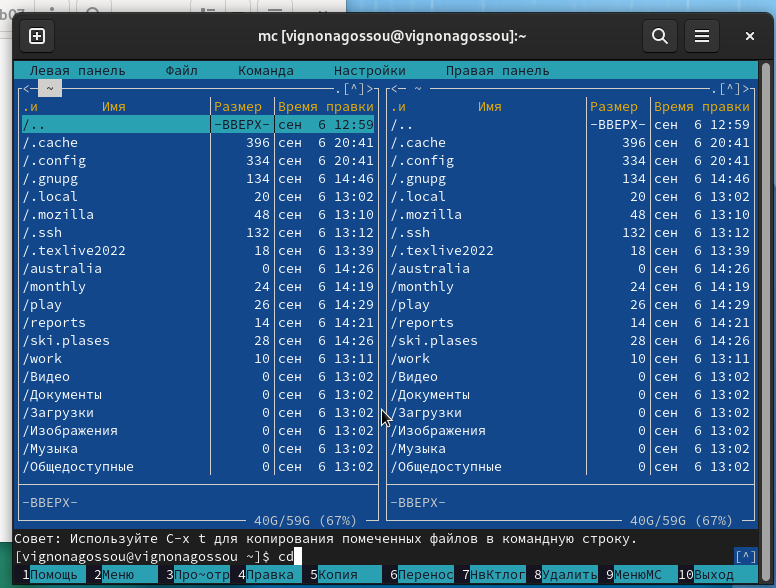 mc [vignonagossou@vignonagossou]:~
Левая панель Файл Команда Настройки Правая панель
<- ~ .[^]> <- ~ .[^]>
.и Имя Размер Время правки .и Имя Размер Время правки
/.. -ВВЕРХ- сен 6 12:59 /.. -ВВЕРХ- сен 6 12:59
/.cache 396 сен 6 20:41 /.cache 396 сен 6 20:41
/.config 334 сен 6 20:41 /.config 334 сен 6 20:41
/.gnupg 134 сен 6 14:46 /.gnupg 134 сен 6 14:46
/.local 20 сен 6 13:02 /.local 20 сен 6 13:02
/.mozilla 48 сен 6 13:10 /.mozilla 48 сен 6 13:10
/.ssh 132 сен 6 13:12 /.ssh 132 сен 6 13:12
/.texlive2022 18 сен 6 13:39 /.texlive2022 18 сен 6 13:39
/australia 0 сен 6 14:26 /australia 0 сен 6 14:26
/monthly 24 сен 6 14:19 /monthly 24 сен 6 14:19
/play 26 сен 6 14:29 /play 26 сен 6 14:29
/reports 14 сен 6 14:21 /reports 14 сен 6 14:21
/ski.plases 28 сен 6 14:26 /ski.plases 28 сен 6 14:26
/work 10 сен 6 13:11 /work 10 сен 6 13:11
/Видео 0 сен 6 13:02 /Видео 0 сен 6 13:02
/Документы 0 сен 6 13:02 /Документы 0 сен 6 13:02
/Загрузки 0 сен 6 13:02 /Загрузки 0 сен 6 13:02
/Изображения 0 сен 6 13:02 /Изображения 0 сен 6 13:02
/Музыка 0 сен 6 13:02 /Музыка 0 сен 6 13:02
/Общедоступные 0 сен 6 13:02 /Общедоступные 0 сен 6 13:02
-ВВЕРХ- -ВВЕРХ-
40G/59G (67%) 40G/59G (67%)
Совет: Используйте C-x t для копирования помеченных файлов в командную строку.
[vignonagossou@vignonagossou ~]$ cd [^]
1Помощь 2Меню 3Про~отр 4Правка 5Копия 6Перенос 7НвКтлог 8Удалить 9МенюMC 10Выход